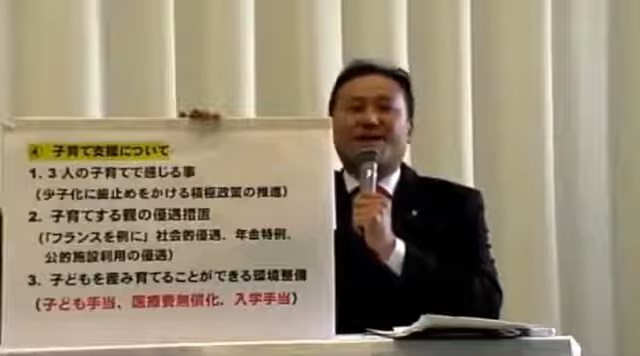 ④ 子育て支援について
1. 3人の子育てで感じる事
（少子化に歯止めをかける積極政策の推進）
2. 子育てする親の優遇措置
（「フランスを例に」社会的優遇、年金特例、
公的施設利用の優遇）
3. 子どもを産み育てることができる環境整備
（子ども手当、医療費無償化、入学手当）